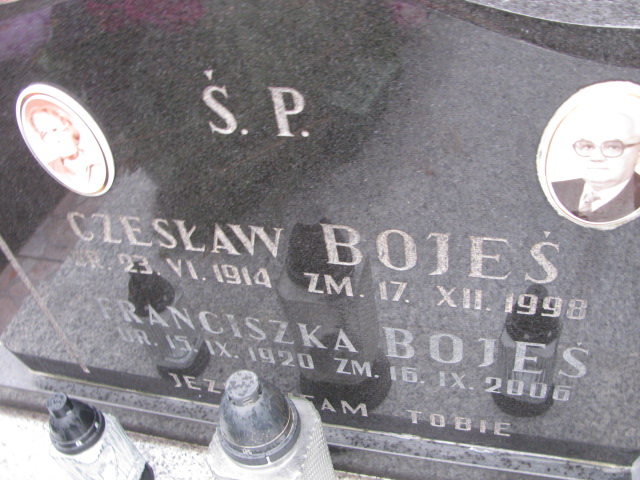 Ś. P.
CZESŁAW BOJEŚ
UR. 23. VI. 1914 ZM. 17. XII. 1998
FRANCISZKA BOJEŚ
UR. 15. IX. 1920 ZM. 16. IX. 2006
TOBIE